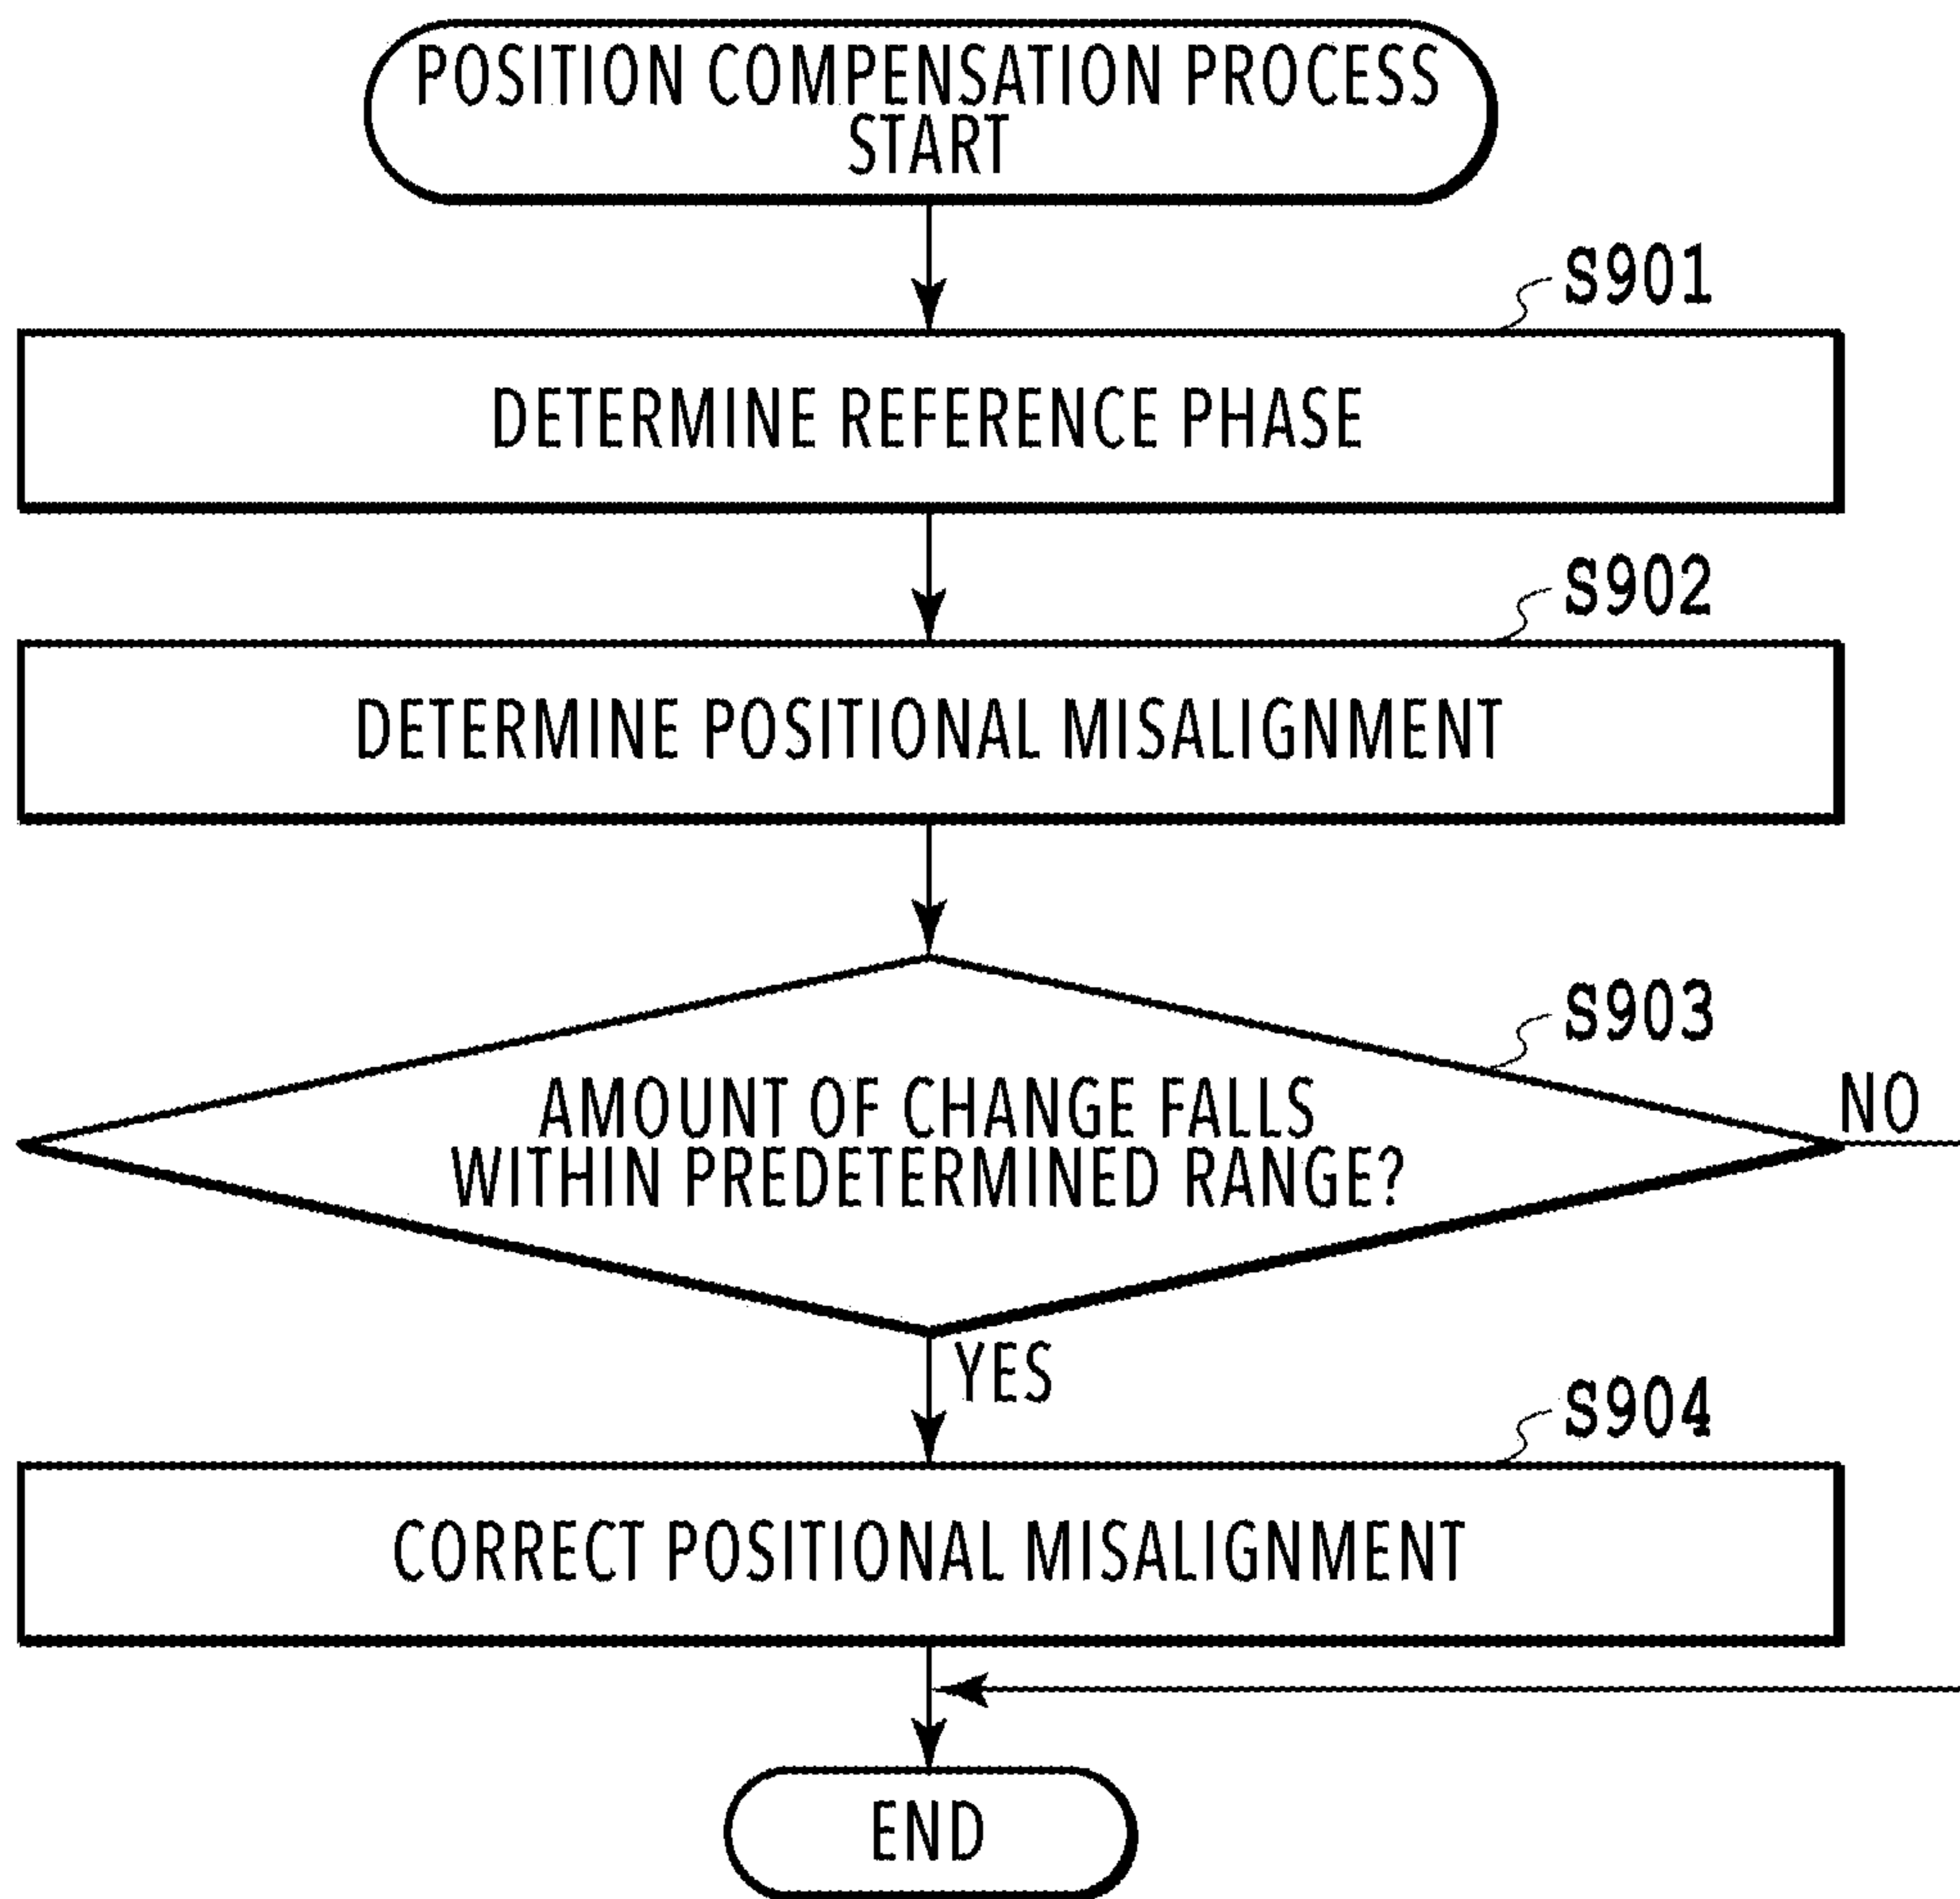 POSITION COMPENSATION PROCESS
START
S901
DETERMINE REFERENCE PHASE
S902
DETERMINE POSITIONAL MISALIGNMENT
S903
AMOUNT OF CHANGE FALLS
WITHIN PREDETERMINED RANGE?
NO
YES
S904
CORRECT POSITIONAL MISALIGNMENT
END